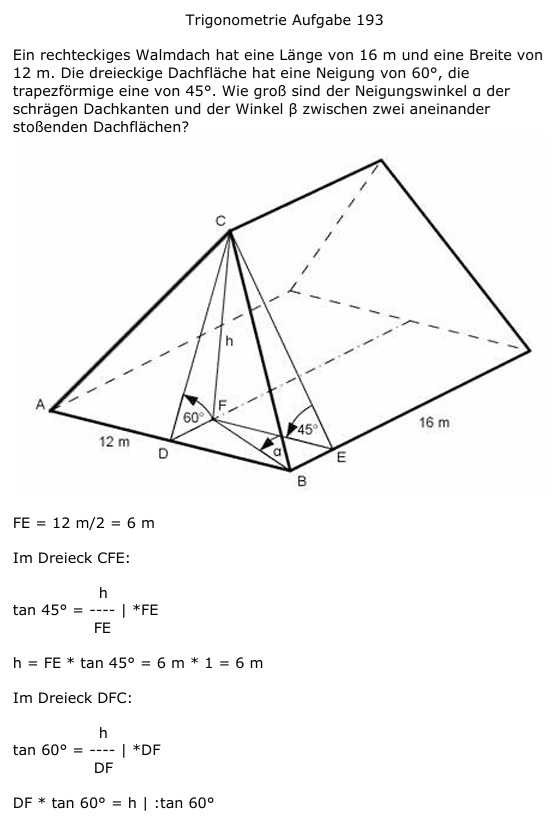 Trigonometrie Aufgabe 193
Ein rechteckiges Walmdach hat eine Länge von 16 m und eine Breite von
12 m. Die dreieckige Dachfläche hat eine Neigung von 60°, die
trapezförmige eine von 45°. Wie groß sind der Neigungswinkel α der
schrägen Dachkanten und der Winkel β zwischen zwei aneinander
stoßenden Dachflächen?
C
h
A
F
60°
45°
16 m
12 m
D
α
E
B
FE = 12 m/2 = 6 m
Im Dreieck CFE:
h
tan 45° = ---- | *FE
FE
h = FE * tan 45° = 6 m * 1 = 6 m
Im Dreieck DFC:
h
tan 60° = ---- | *DF
DF
DF * tan 60° = h | :tan 60°